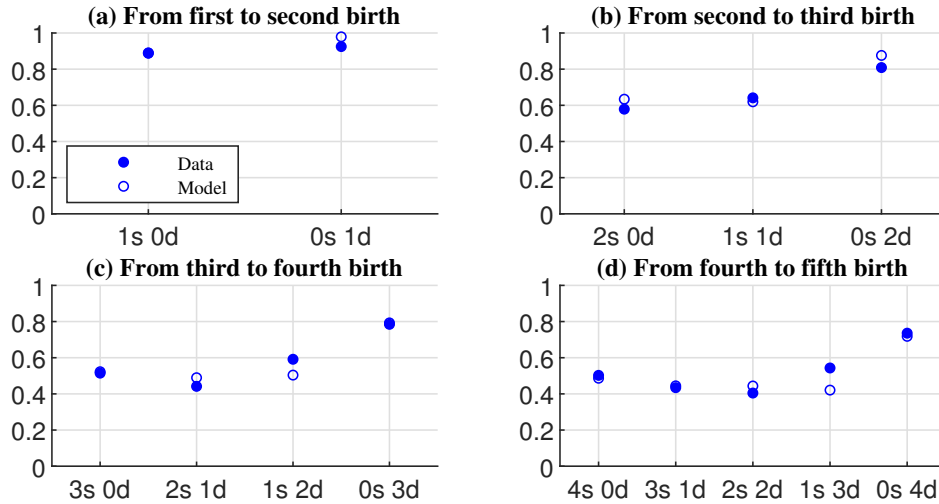 (a) From first to second birth
1
0.8
0.6
0.4
0.2
0
Data
Model
1s 0d 0s 1d
(b) From second to third birth
1
0.8
0.6
0.4
0.2
0
2s 0d 1s 1d 0s 2d
(c) From third to fourth birth
1
0.8
0.6
0.4
0.2
0
3s 0d 2s 1d 1s 2d 0s 3d
(d) From fourth to fifth birth
1
0.8
0.6
0.4
0.2
0
4s 0d 3s 1d 2s 2d 1s 3d 0s 4d